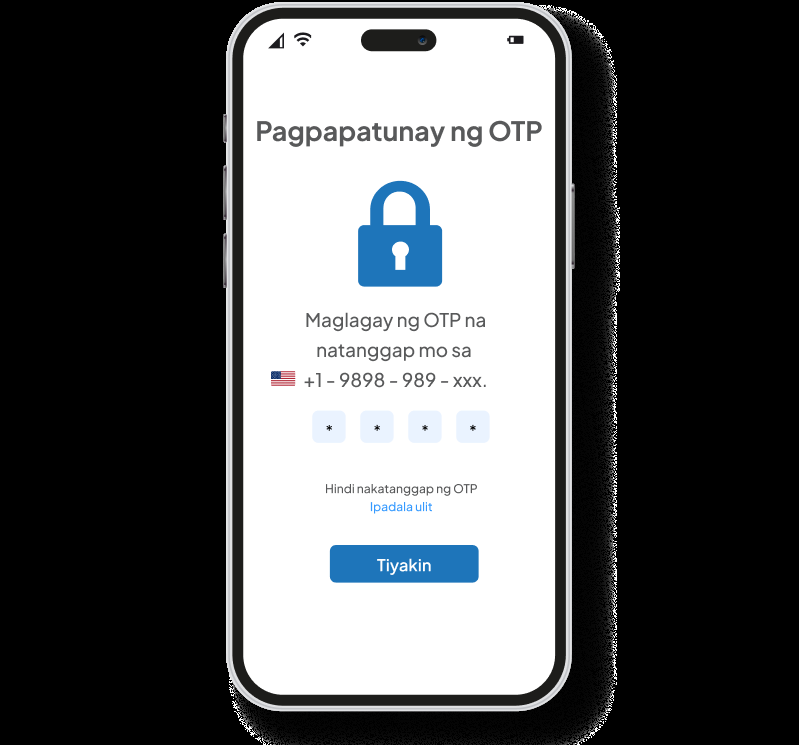 Pagpapatunay ng OTP
Maglagay ng OTP na
natanggap mo sa
+1 - 9898 - 989 - xxx.
* * * *
Hindi nakatanggap ng OTP
Ipadala ulit
Tiyakin